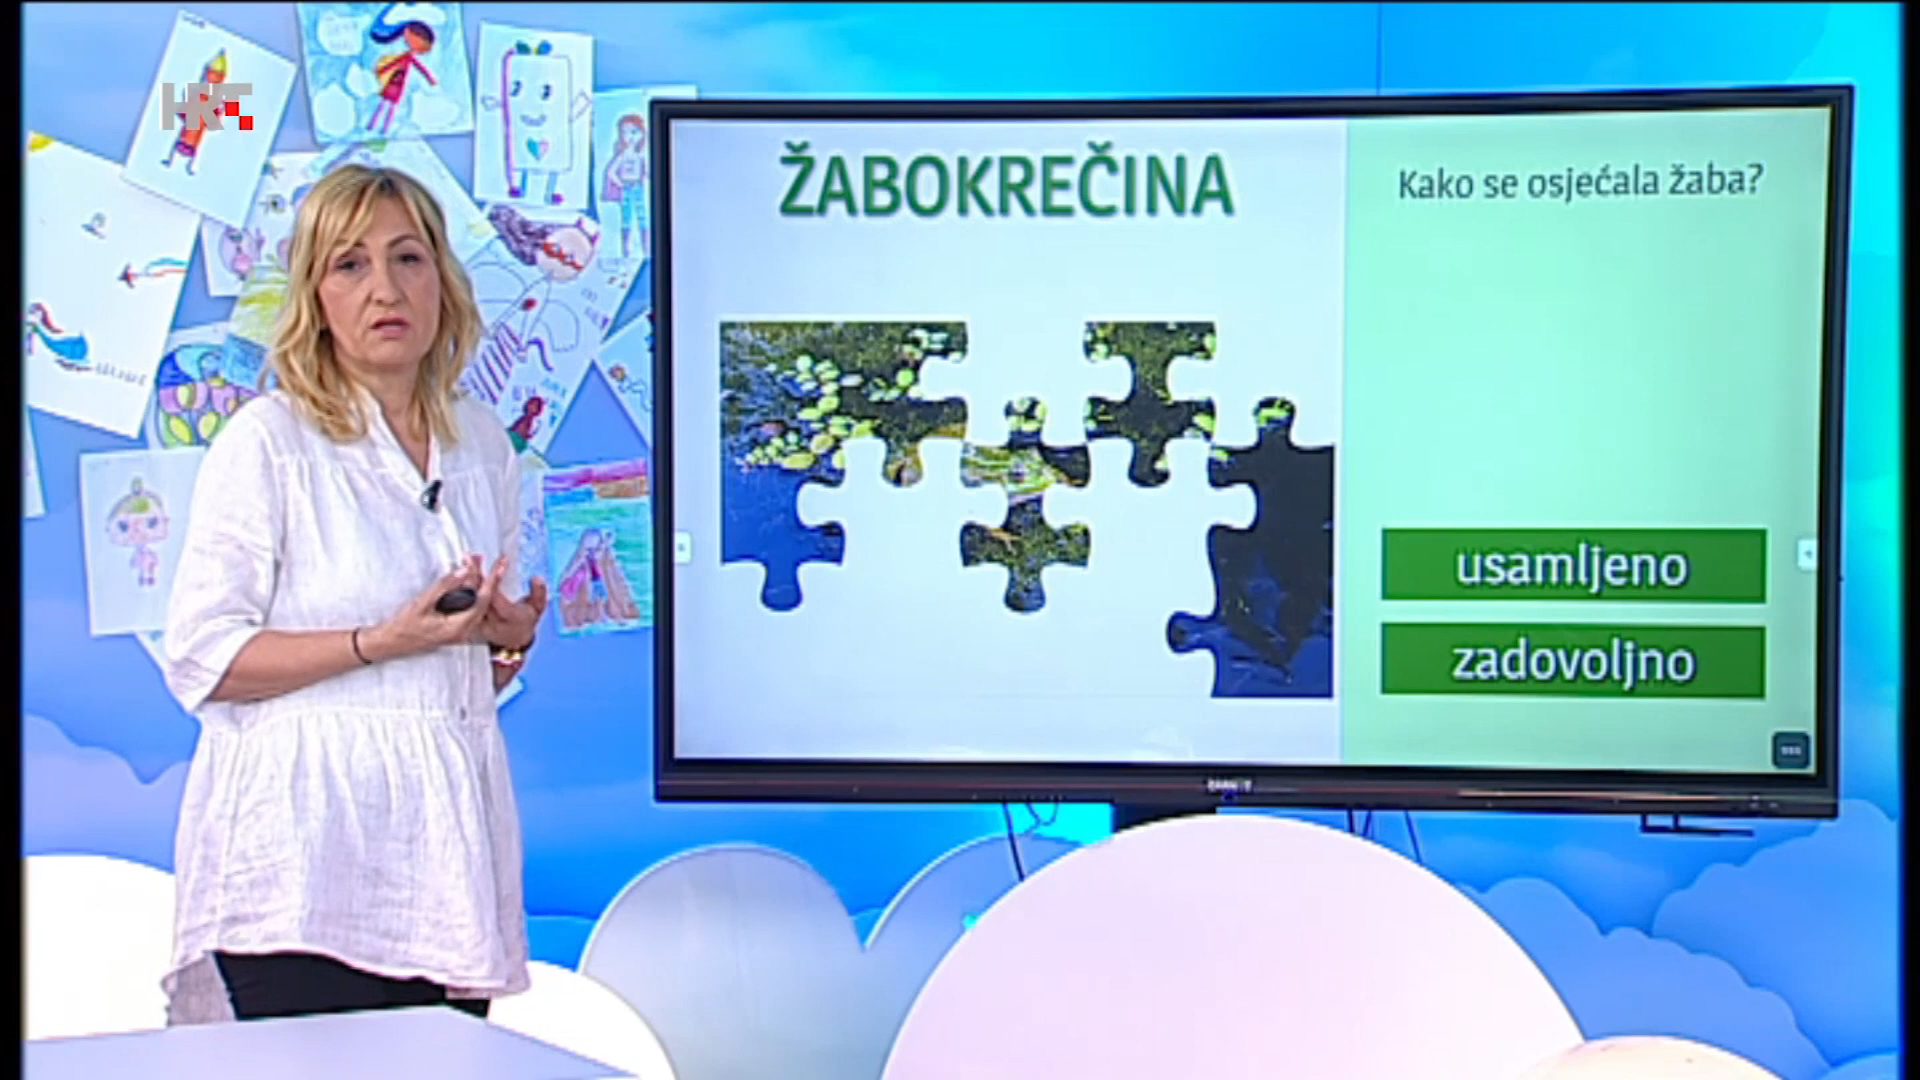 HRT
ŽABOKREČINA
Kako se osjećala žaba?
usamljeno
zadovoljno